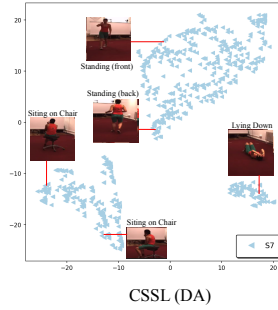 20
Standing (front)
10
Standing (back)
Siting on Chair
Lying Down
0
−10
Siting on Chair
−20
S7
−20 −10 0 10 20
CSSL (DA)